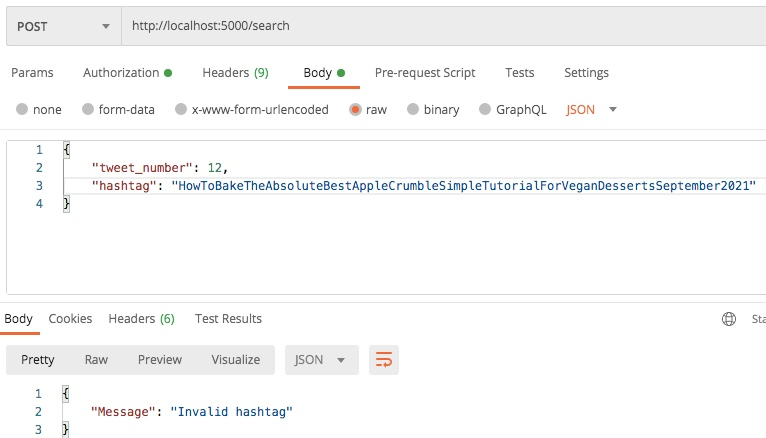 POST http://localhost:5000/search
Params Authorization Headers (9) Body Pre-request Script Tests Settings
none form-data x-www-form-urlencoded raw binary GraphQL JSON
1 {
2 "tweet_number": 12,
3 "hashtag": "HowToBakeTheAbsoluteBestAppleCrumbleSimpleTutorialForVeganDessertsSeptember2021"
4 }
Body Cookies Headers (6) Test Results Sta
Pretty Raw Preview Visualize JSON
1 {
2 "Message": "Invalid hashtag"
3 }